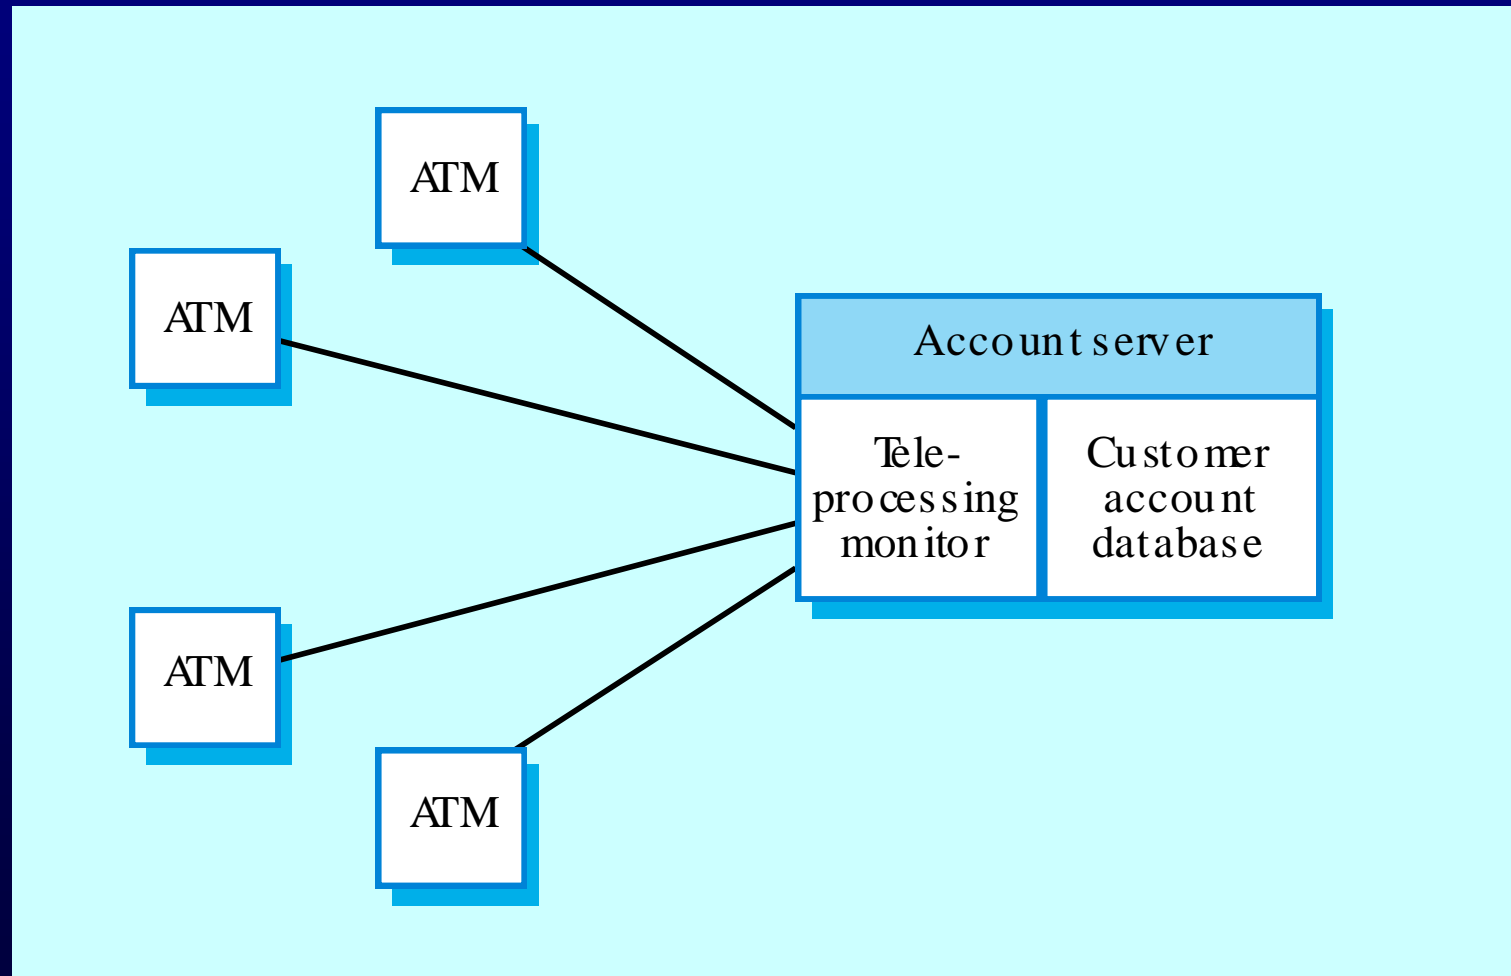 ATM
ATM
Account server
Tele-
processing
monitor
Customer
account
database
ATM
ATM